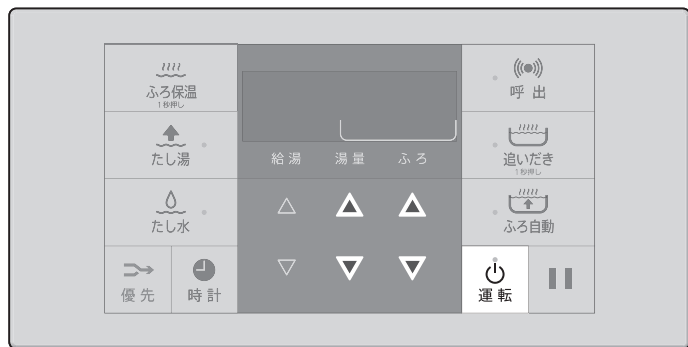 ふろ保温
1秒押し
たし湯
たし水
優先
時計
給湯 湯量 ふろ
呼出
追いだき
1秒押し
ふろ自動
運転